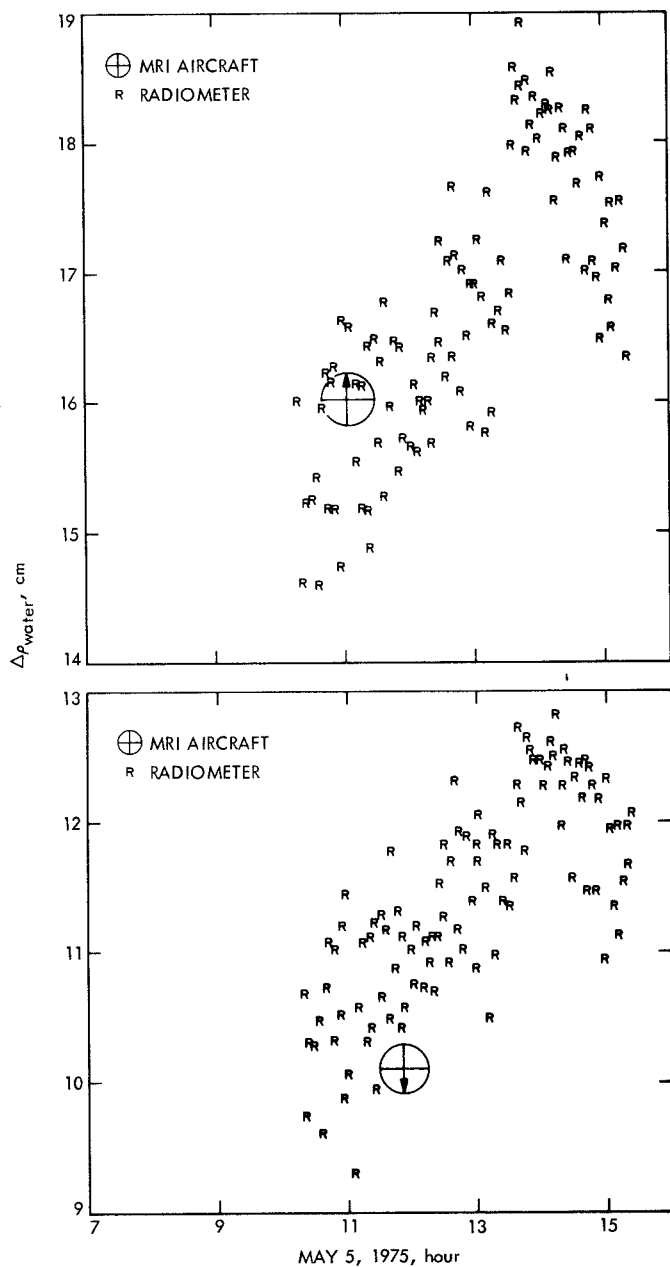 19
⊕ MRI AIRCRAFT
R RADIOMETER
18
17
16
15
Δρwater, cm
14
13
⊕ MRI AIRCRAFT
R RADIOMETER
12
11
10
9
7 9 11 13 15
MAY 5, 1975, hour